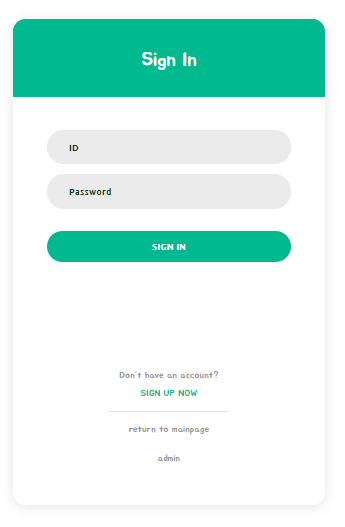 Sign In
ID
Password
SIGN IN
Don't have an account?
SIGN UP NOW
return to mainpage
admin